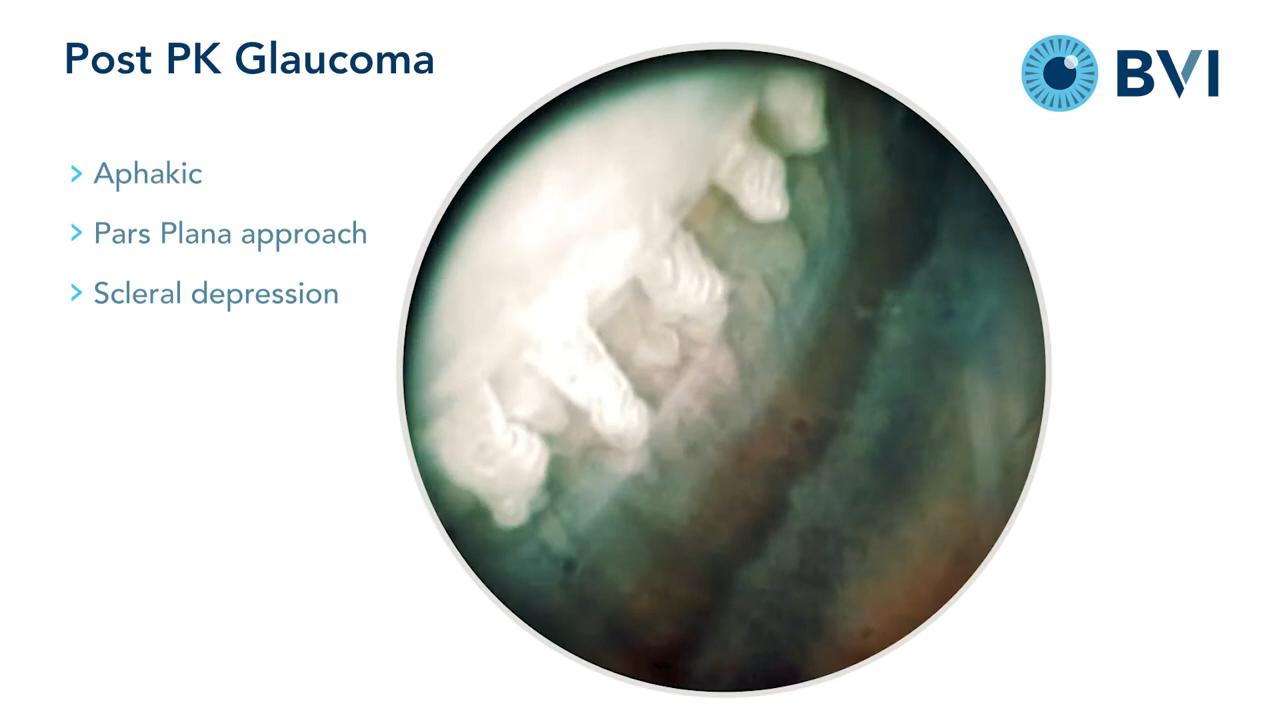 Post PK Glaucoma
BVI
> Aphakic
> Pars Plana approach
> Scleral depression